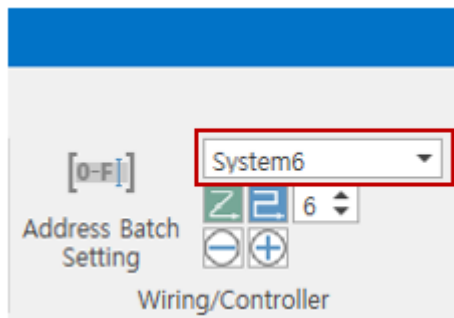 [0-F]
System6
6
Address Batch
Setting
Wiring/Controller